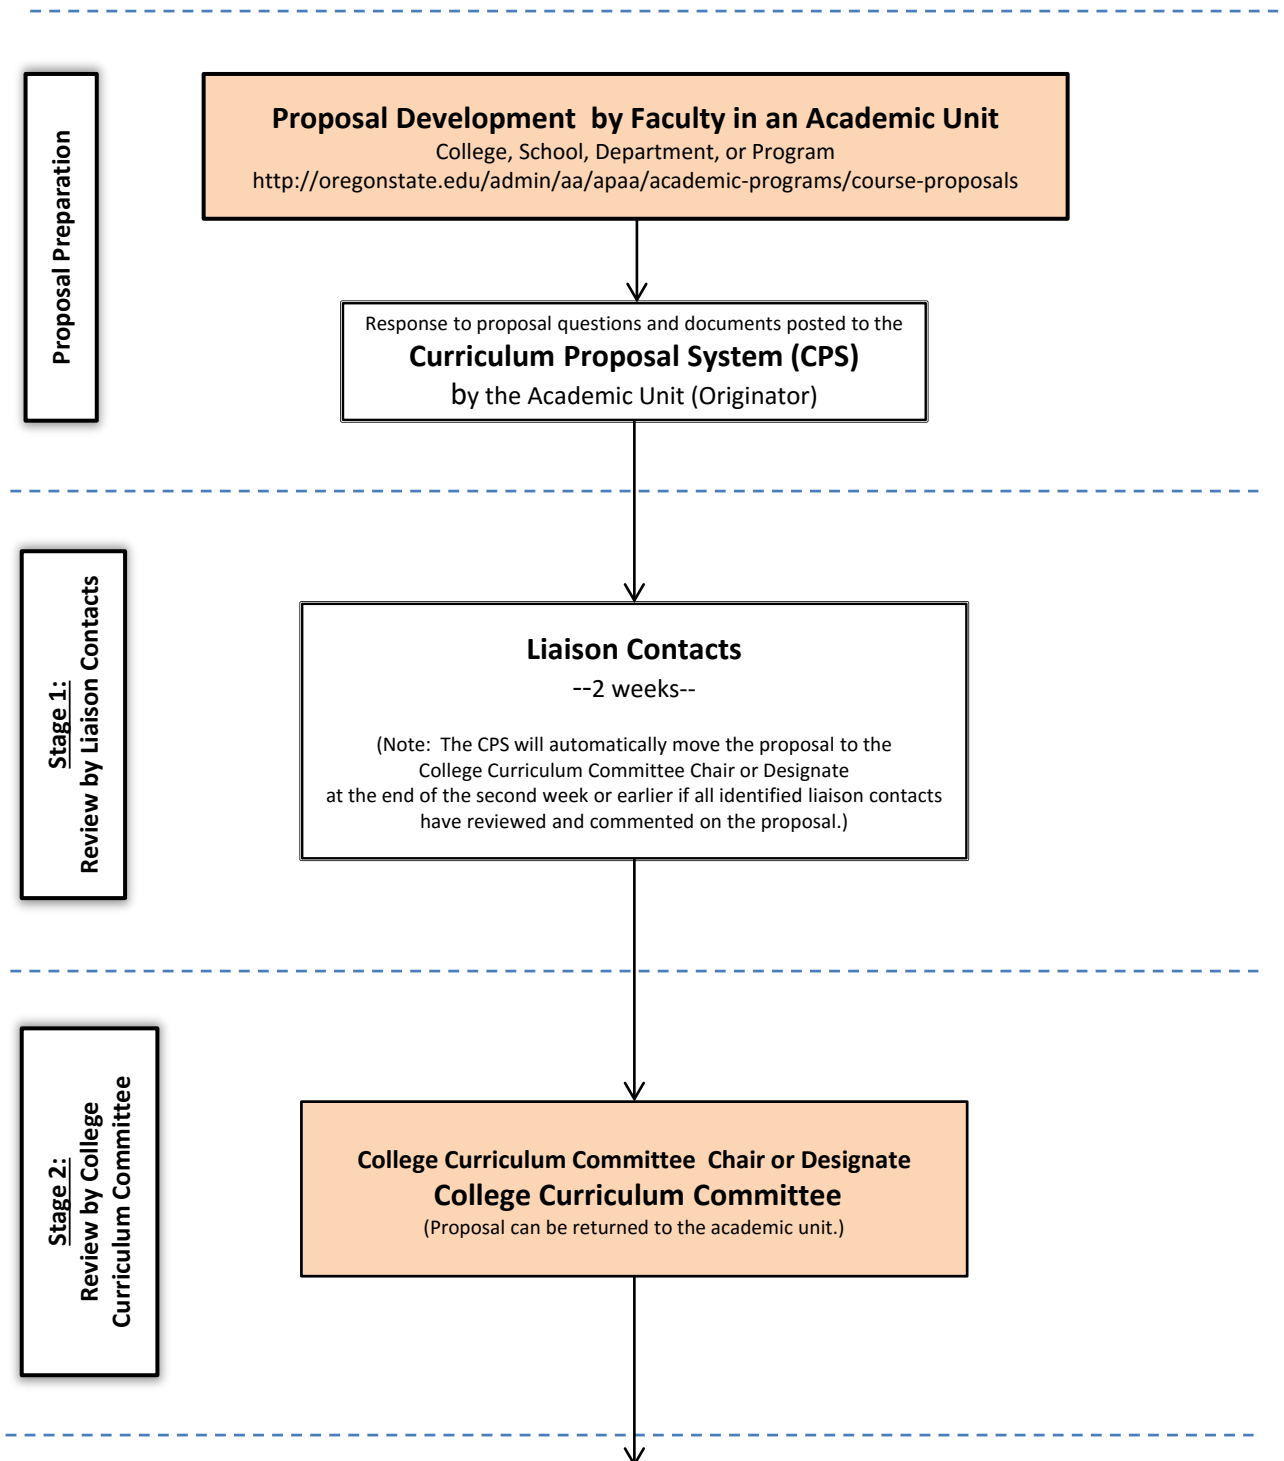 Proposal Preparation
Proposal Development by Faculty in an Academic Unit
College, School, Department, or Program
http://oregonstate.edu/admin/aa/apaa/academic-programs/course-proposals
Response to proposal questions and documents posted to the
Curriculum Proposal System (CPS)
by the Academic Unit (Originator)
Stage 1:
Review by Liaison Contacts
Liaison Contacts
--2 weeks--
(Note: The CPS will automatically move the proposal to the
College Curriculum Committee Chair or Designate
at the end of the second week or earlier if all identified liaison contacts
have reviewed and commented on the proposal.)
Stage 2:
Review by College
Curriculum Committee
College Curriculum Committee Chair or Designate
College Curriculum Committee
(Proposal can be returned to the academic unit.)